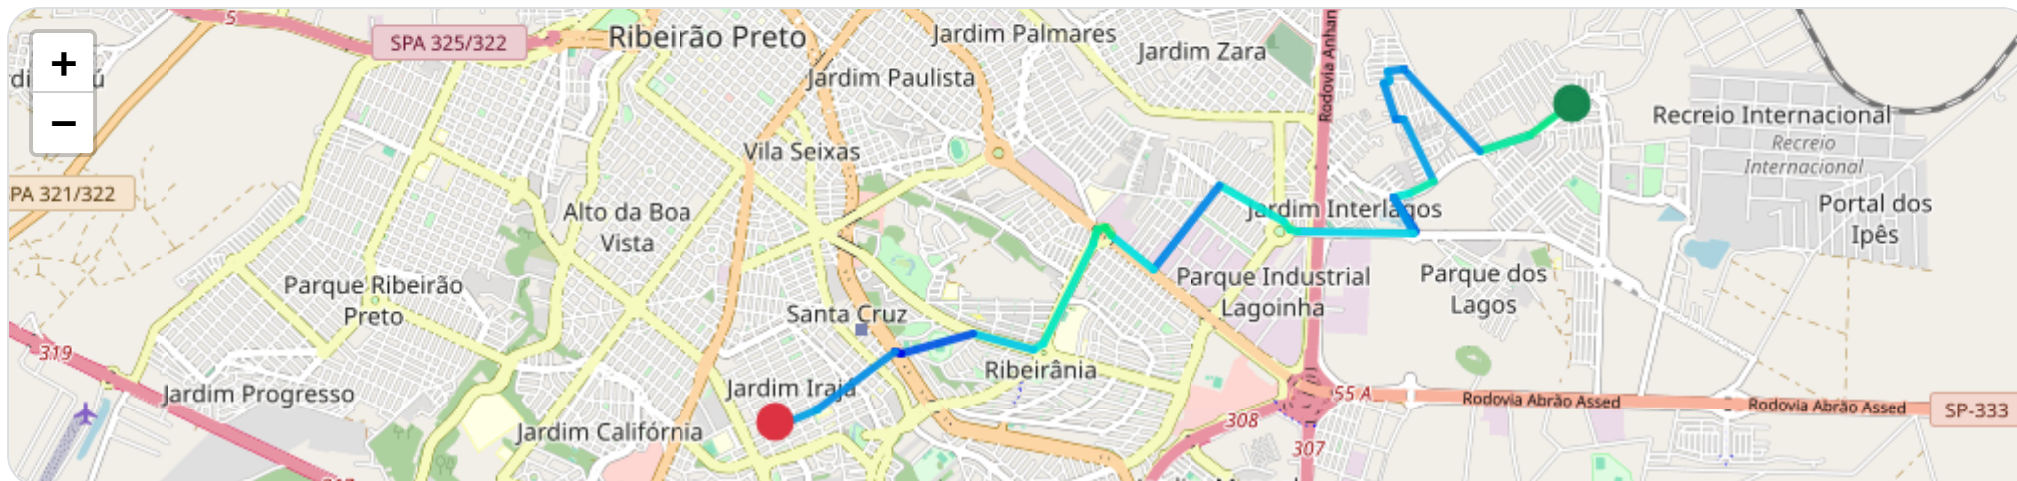 5
SPA 325/322
Ribeirão Preto
Jardim Palmares
Jardim Zara
Jardim Paulista
+
−
Rodovia Anhan
Recreio Internacional
Recreio
Internacional
Vila Seixas
PA 321/322
Alto da Boa
Vista
Jardim Interlagos
Portal dos
Ipês
Parque Ribeirão
Preto
Parque Industrial
Lagoinha
Parque dos
Lagos
Santa Cruz
319
Ribeirânia
Jardim Progresso
Jardim Irajá
55 A
Rodovia Abrão Assed
Rodovia Abrão Assed
SP-333
308
Jardim Califórnia
307